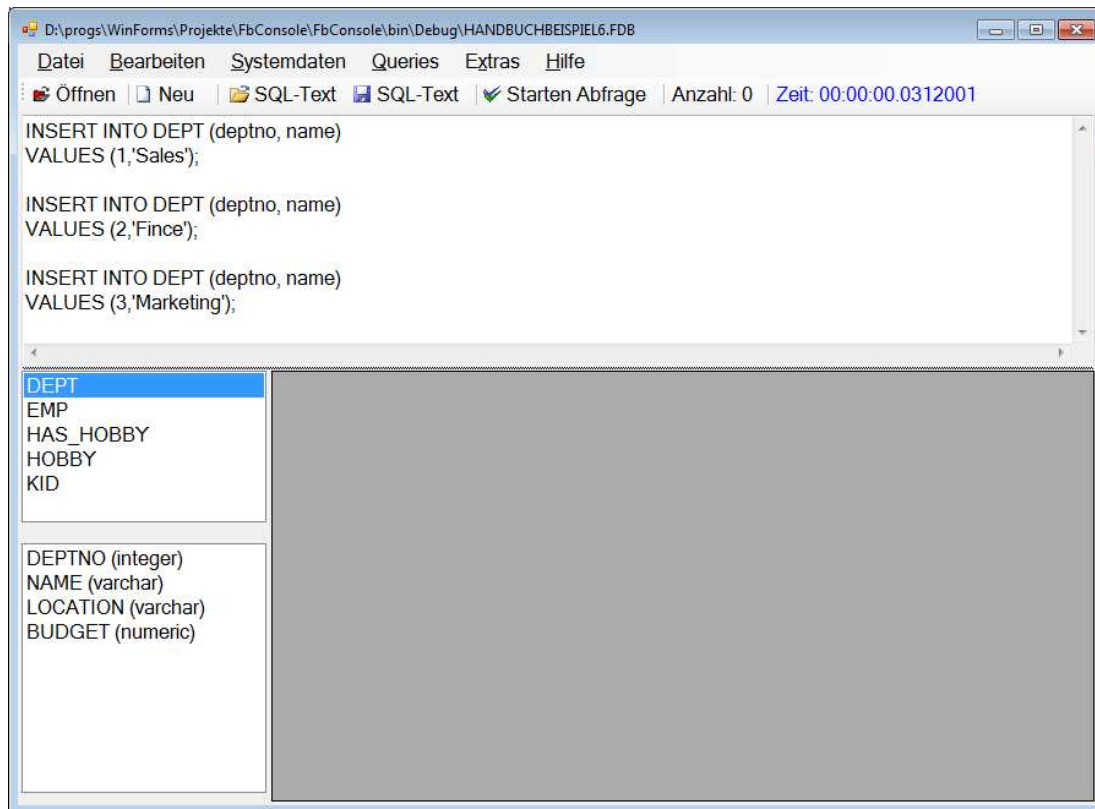 D:\progs\WinForms\Projekte\FbConsole\FbConsole\bin\Debug\HANDBUCHBEISPIEL6.FDB
Datei Bearbeiten Systemdaten Queries Extras Hilfe
Öffnen Neu SQL-Text SQL-Text Starten Abfrage Anzahl: 0 Zeit: 00:00:00.0312001
INSERT INTO DEPT (deptno, name)
VALUES (1,'Sales');
INSERT INTO DEPT (deptno, name)
VALUES (2,'Fince');
INSERT INTO DEPT (deptno, name)
VALUES (3,'Marketing');
DEPT
EMP
HAS_HOBBY
HOBBY
KID
DEPTNO (integer)
NAME (varchar)
LOCATION (varchar)
BUDGET (numeric)